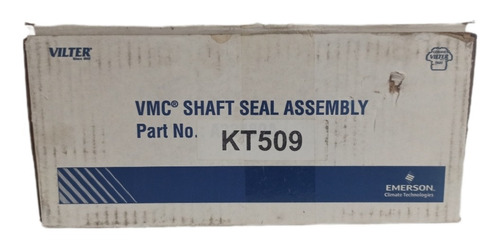 VILTER
VMC® SHAFT SEAL ASSEMBLY
Part No. KT509
EMERSON
Climate Technologies